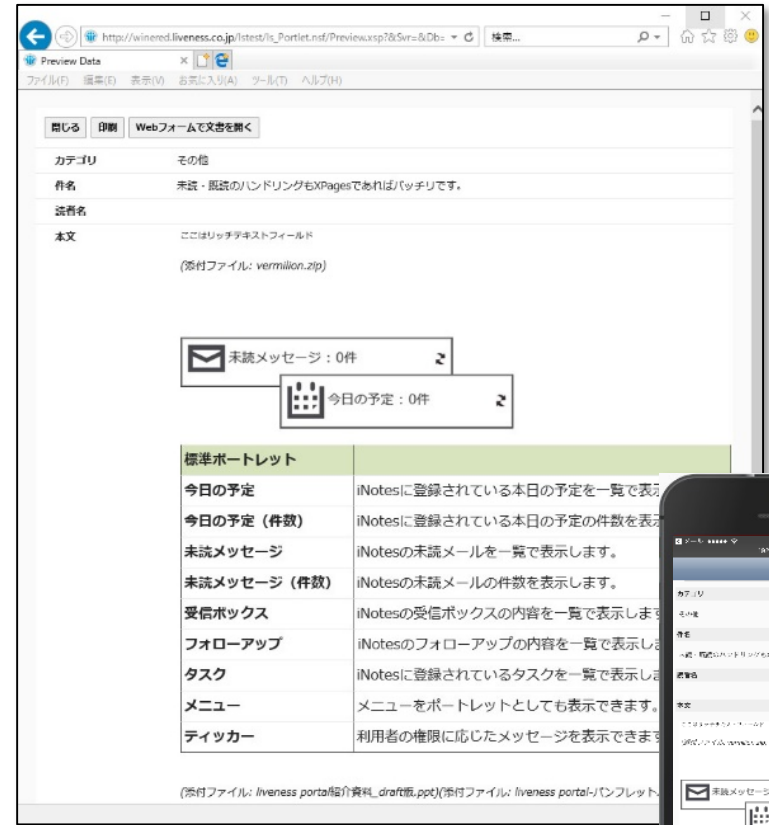 http://winered.liveness.co.jp/lstest/ls_Portlet.nsf/Preview.xsp?&Svr=&Db=
検索...
Preview Data
ファイル(F) 編集(E) 表示(V) お気に入り(A) ツール(T) ヘルプ(H)
閉じる 印刷 Webフォームで文書を開く
カテゴリ その他
件名 未読・既読のハンドリングもXPagesであればバッチリです。
読者名
本文 ここはリッチテキストフィールド
(添付ファイル: vermilion.zip)
未読メッセージ：0件
今日の予定：0件
標準ポートレット
今日の予定 iNotesに登録されている本日の予定を一覧で表示
今日の予定（件数） iNotesに登録されている本日の予定の件数を表示
未読メッセージ iNotesの未読メールを一覧で表示します。
未読メッセージ（件数） iNotesの未読メールの件数を表示します。
受信ボックス iNotesの受信ボックスの内容を一覧で表示します
フォローアップ iNotesのフォローアップの内容を一覧で表示し
タスク iNotesに登録されているタスクを一覧で表示し
メニュー メニューをポートレットとしても表示できます。
ティッカー 利用者の権限に応じたメッセージを表示できます
(添付ファイル: liveness portal紹介資料_draft版.ppt)(添付ファイル: liveness portal-パンフレット.
メール
カテゴリ
その他
件名
読者名
本文
未読メッセージ